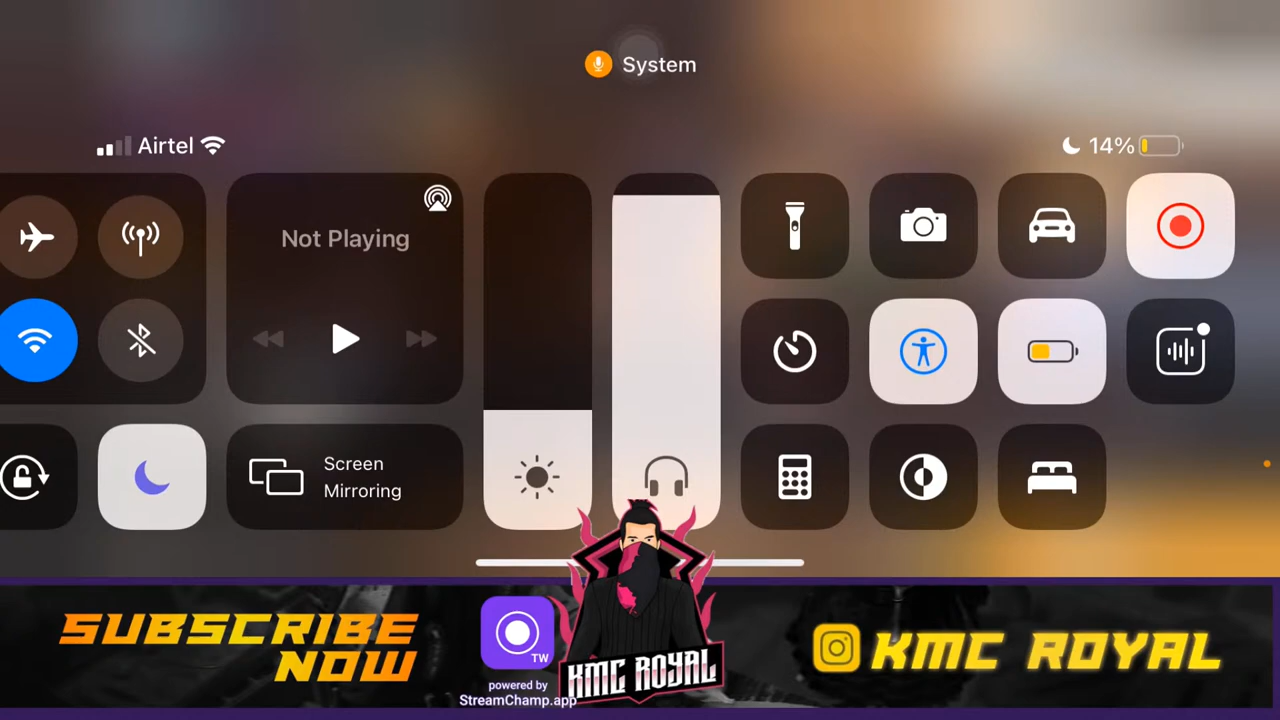 System
Airtel
14%
Not Playing
Screen
Mirroring
SUBSCRIBE
NOW
TW
powered by
StreamChamp.app
KMC ROYAL
KMC ROYAL